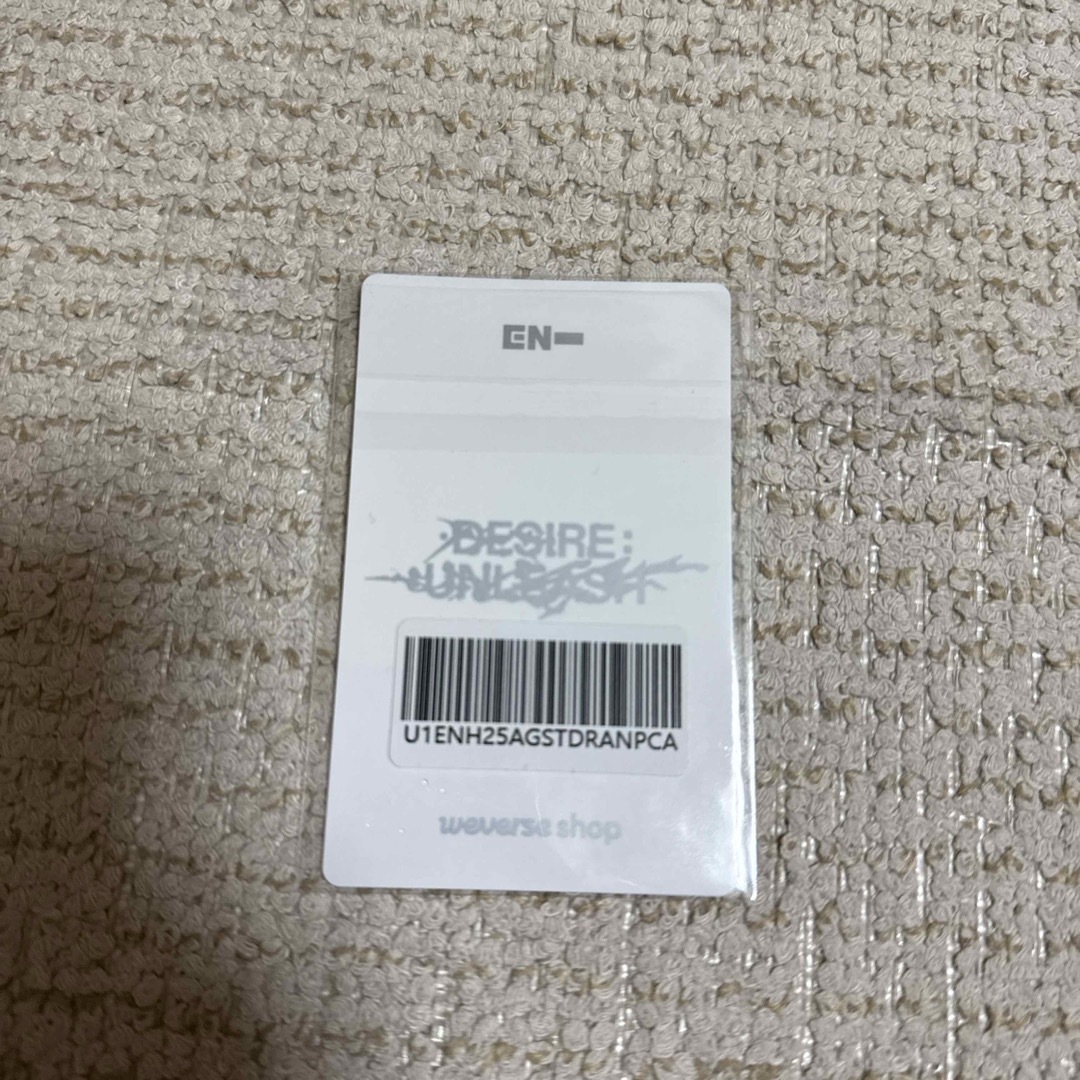 EN-
DESIRE:
UNLEASH
U1ENH25AGSTDRANPCA
weverse shop